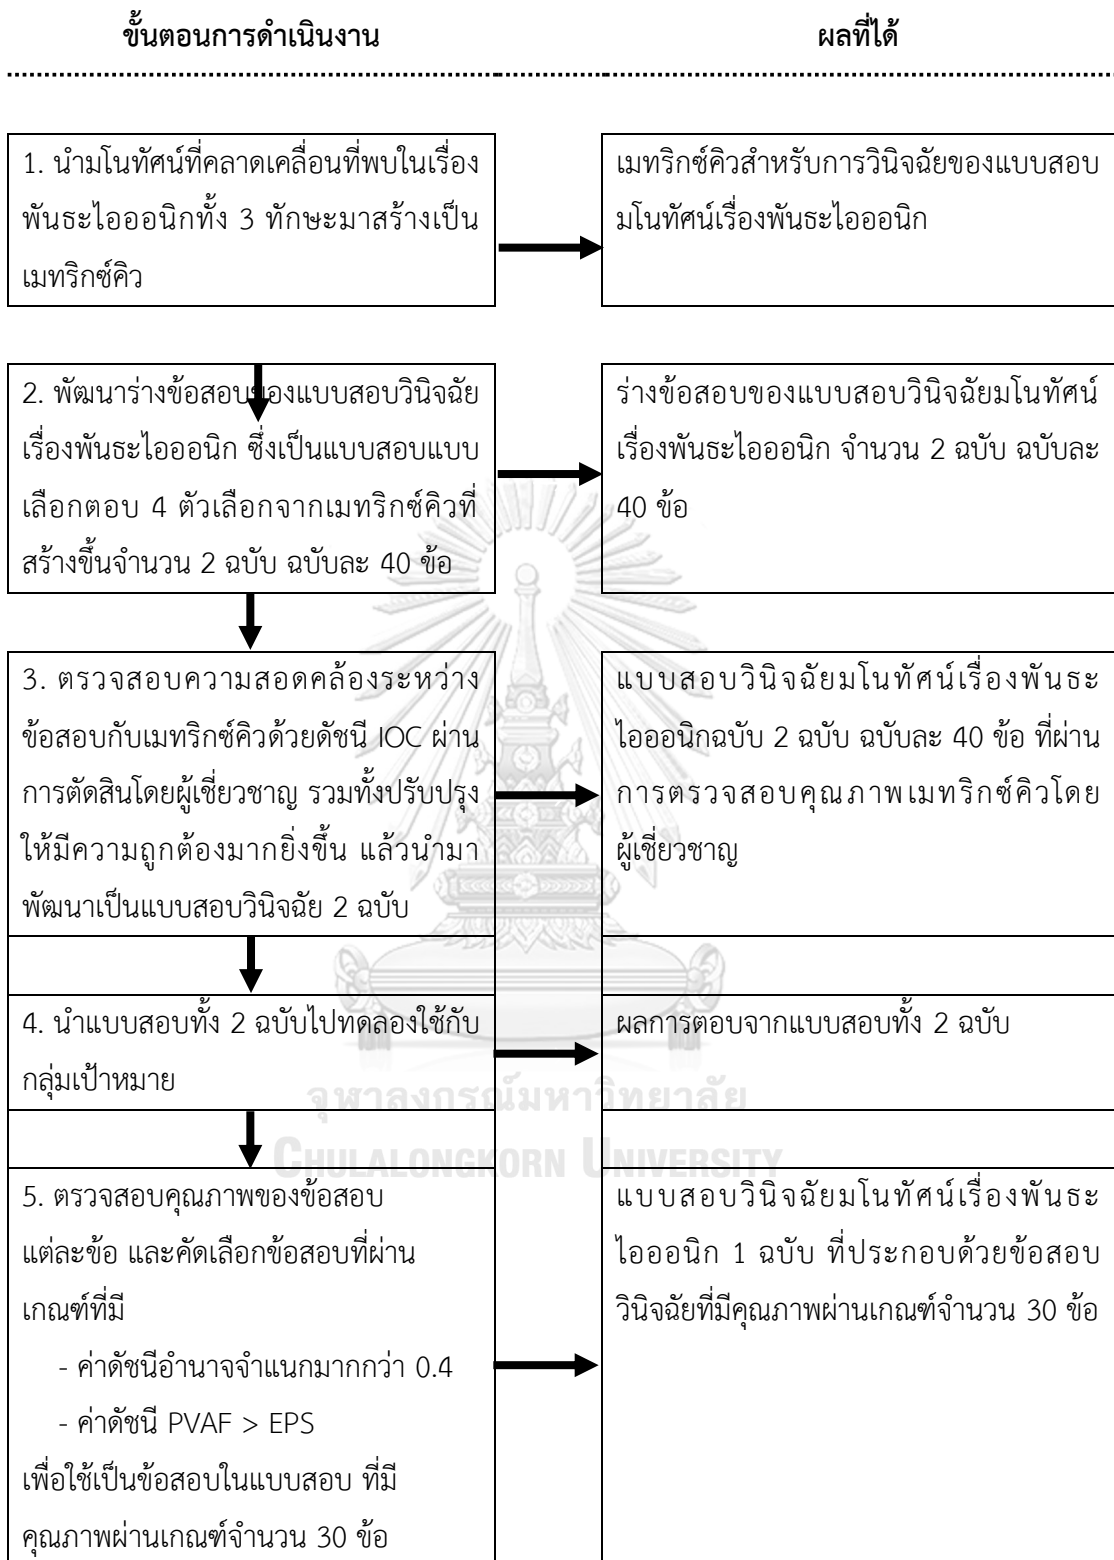 ขั้นตอนการดำเนินงาน
ผลที่ได้
1. นำมโนทัศน์ที่คลาดเคลื่อนที่พบในเรื่อง
พันธะไอออนิกทั้ง 3 ทักษะมาสร้างเป็น
เมทริกซ์คิว
เมทริกซ์คิวสำหรับการวินิจฉัยของแบบสอบ
มโนทัศน์เรื่องพันธะไอออนิก
2. พัฒนาร่างข้อสอบของแบบสอบวินิจฉัย
เรื่องพันธะไอออนิก ซึ่งเป็นแบบสอบแบบ
เลือกตอบ 4 ตัวเลือกจากเมทริกซ์คิวที่
สร้างขึ้นจำนวน 2 ฉบับ ฉบับละ 40 ข้อ
ร่างข้อสอบของแบบสอบวินิจฉัยมโนทัศน์
เรื่องพันธะไอออนิก จำนวน 2 ฉบับ ฉบับละ
40 ข้อ
3. ตรวจสอบความสอดคล้องระหว่าง
ข้อสอบกับเมทริกซ์คิวด้วยดัชนี IOC ผ่าน
การตัดสินโดยผู้เชี่ยวชาญ รวมทั้งปรับปรุง
ให้มีความถูกต้องมากยิ่งขึ้น แล้วนำมา
พัฒนาเป็นแบบสอบวินิจฉัย 2 ฉบับ
แบบสอบวินิจฉัยมโนทัศน์เรื่องพันธะ
ไอออนิกฉบับ 2 ฉบับ ฉบับละ 40 ข้อ ที่ผ่าน
การตรวจสอบคุณภาพเมทริกซ์คิวโดย
ผู้เชี่ยวชาญ
4. นำแบบสอบทั้ง 2 ฉบับไปทดลองใช้กับ
กลุ่มเป้าหมาย
ผลการตอบจากแบบสอบทั้ง 2 ฉบับ
จุฬาลงกรณ์มหาวิทยาลัย
CHULALONGKORN UNIVERSITY
5. ตรวจสอบคุณภาพของข้อสอบ
แต่ละข้อ และคัดเลือกข้อสอบที่ผ่าน
เกณฑ์ที่มี
- ค่าดัชนีอำนาจจำแนกมากกว่า 0.4
- ค่าดัชนี PVAF > EPS
เพื่อใช้เป็นข้อสอบในแบบสอบ ที่มี
คุณภาพผ่านเกณฑ์จำนวน 30 ข้อ
แบบสอบวินิจฉัยมโนทัศน์เรื่องพันธะ
ไอออนิก 1 ฉบับ ที่ประกอบด้วยข้อสอบ
วินิจฉัยที่มีคุณภาพผ่านเกณฑ์จำนวน 30 ข้อ